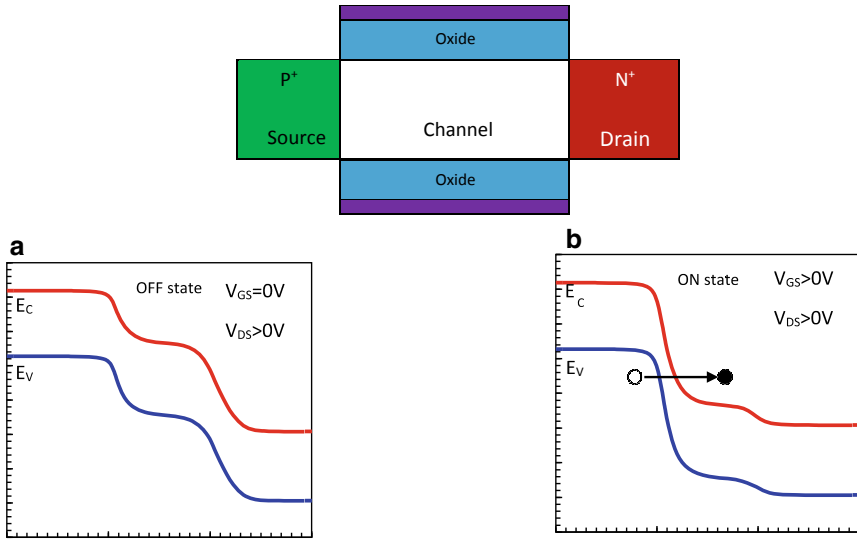 Oxide
P+
Source
Channel
N+
Drain
Oxide
a
OFF state
VGS=0V
VDS>0V
EC
EV
b
ON state
VGS>0V
VDS>0V
EC
EV